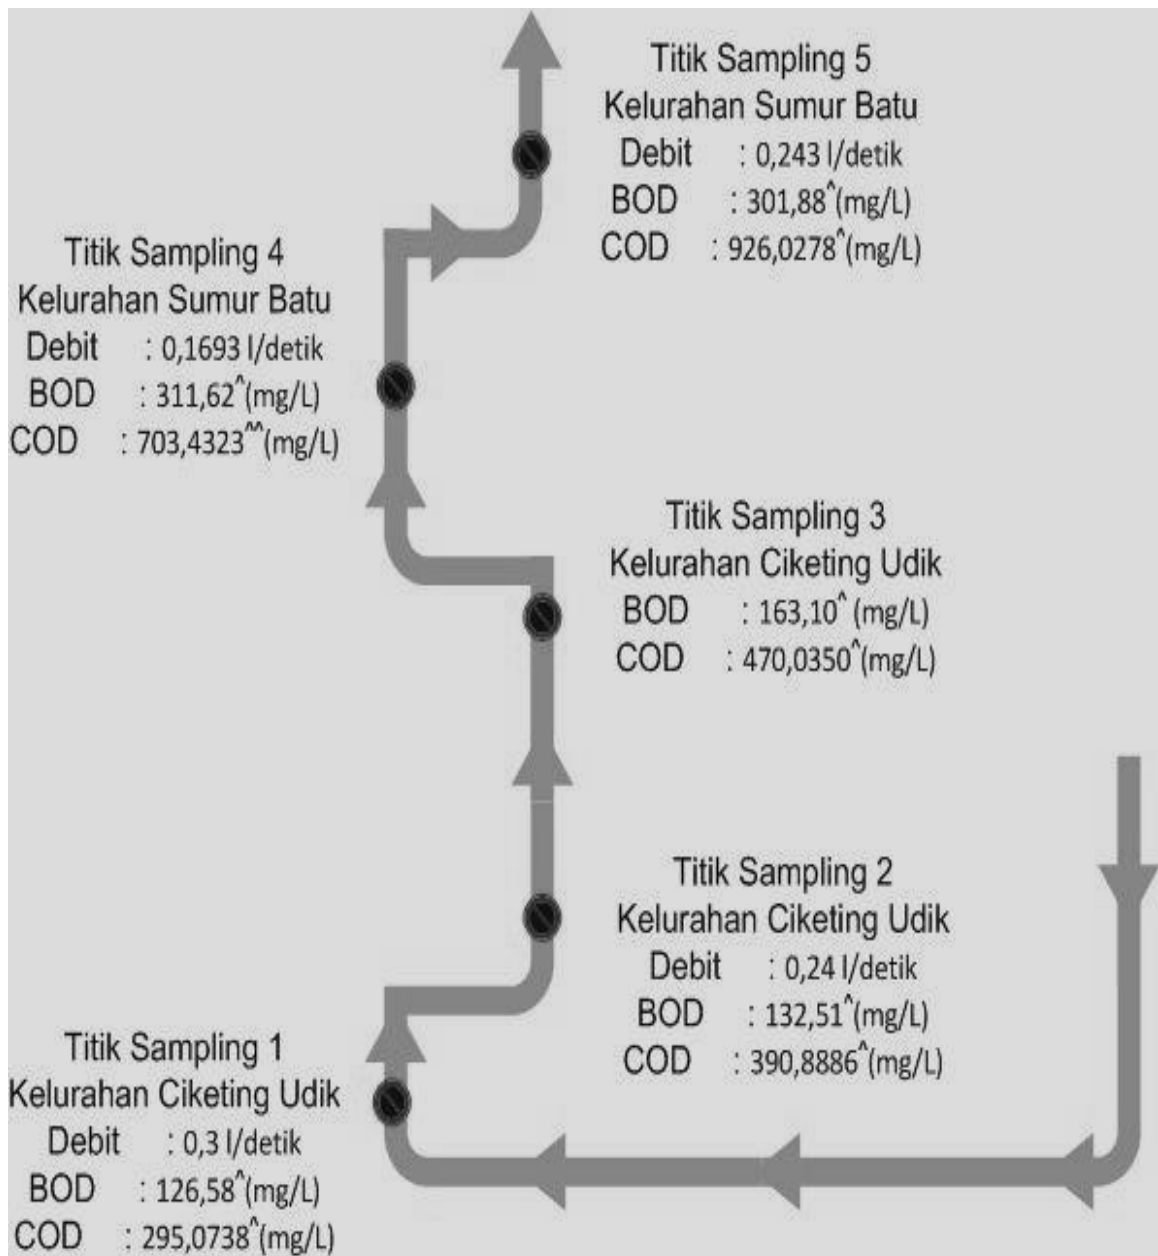 Titik Sampling 5
Kelurahan Sumur Batu
Debit : 0,243 l/detik
BOD : 301,88^(mg/L)
COD : 926,0278^(mg/L)
Titik Sampling 4
Kelurahan Sumur Batu
Debit : 0,1693 l/detik
BOD : 311,62^(mg/L)
COD : 703,4323^^(mg/L)
Titik Sampling 3
Kelurahan Ciketing Udik
BOD : 163,10^ (mg/L)
COD : 470,0350^(mg/L)
Titik Sampling 2
Kelurahan Ciketing Udik
Debit : 0,24 l/detik
BOD : 132,51^(mg/L)
COD : 390,8886^(mg/L)
Titik Sampling 1
Kelurahan Ciketing Udik
Debit : 0,3 l/detik
BOD : 126,58^(mg/L)
COD : 295,0738^(mg/L)